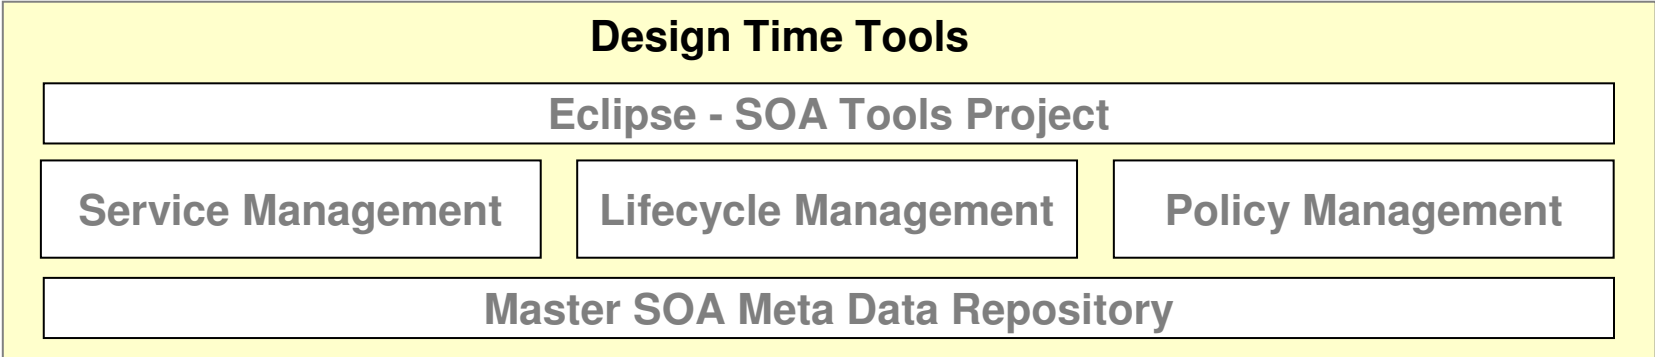 Design Time Tools
Eclipse - SOA Tools Project
Service Management
Lifecycle Management
Policy Management
Master SOA Meta Data Repository